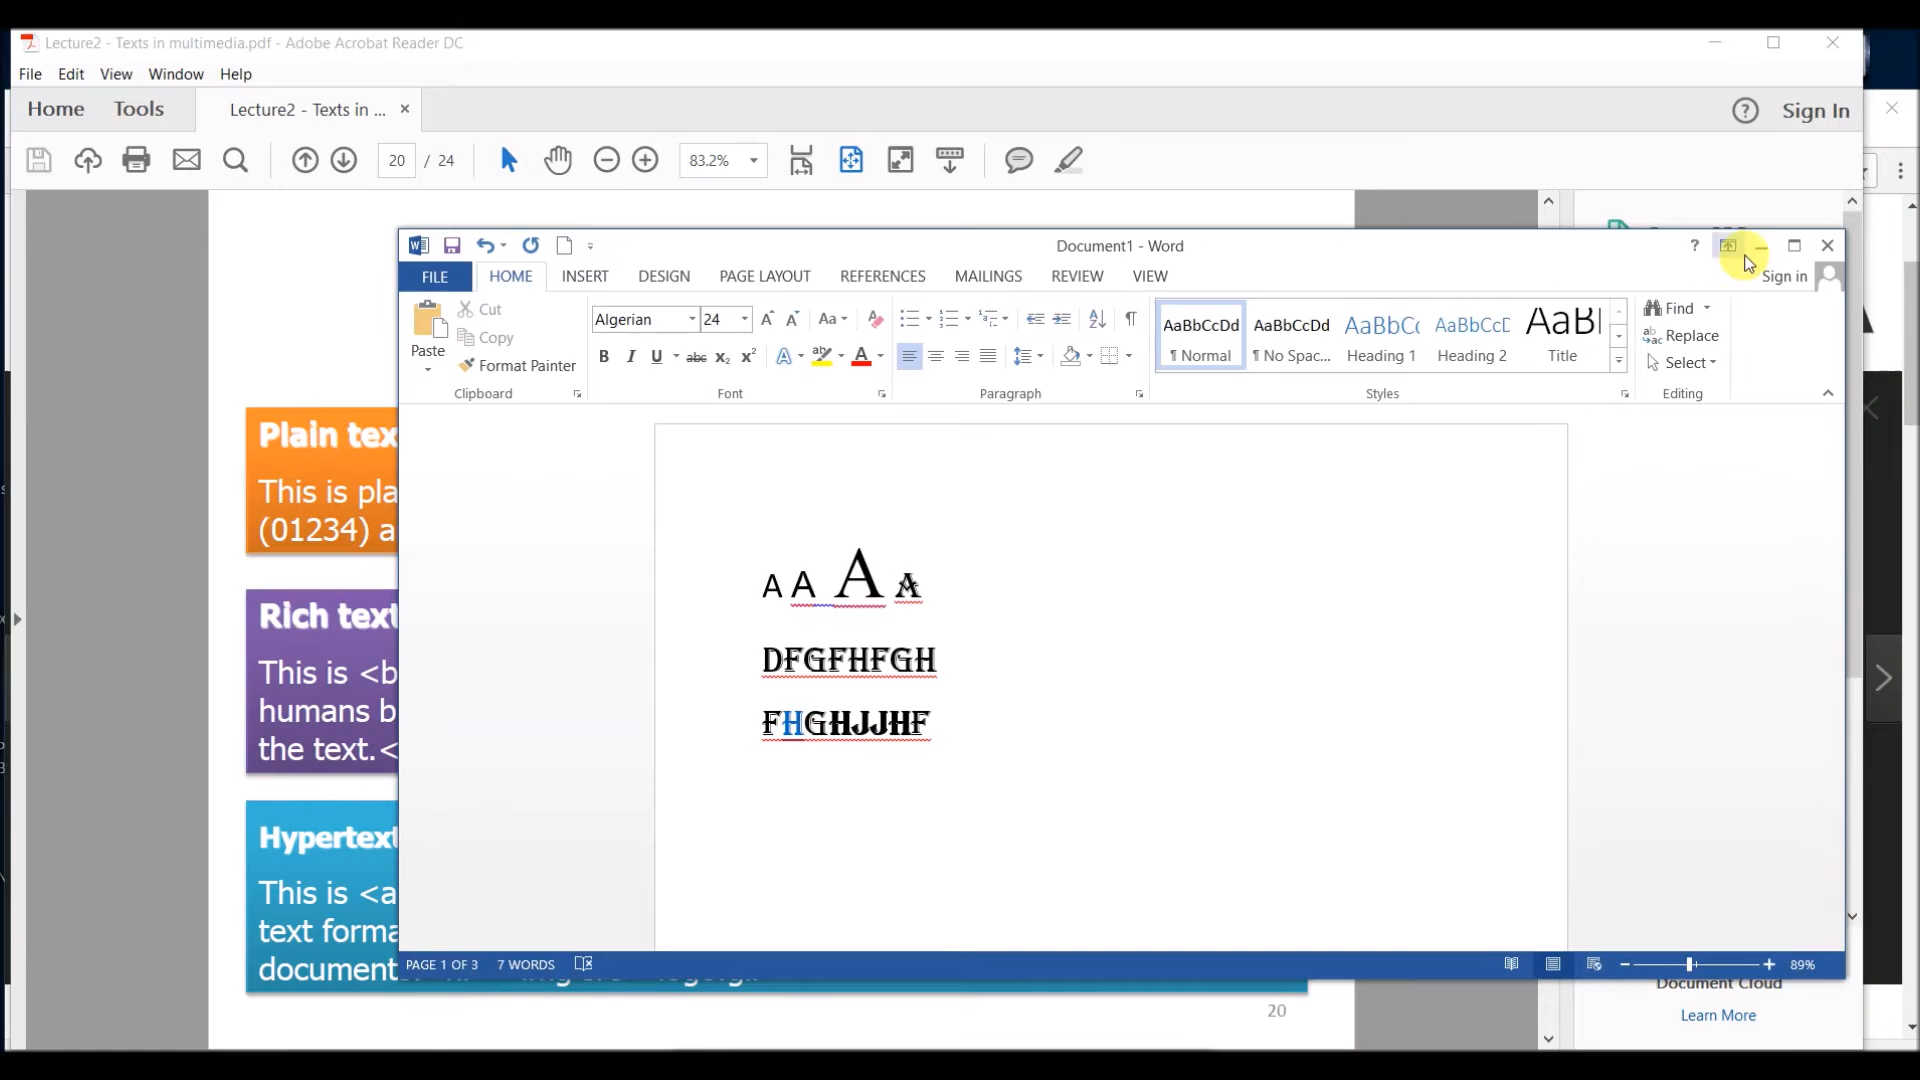 Lecture2 - Texts in multimedia.pdf - Adobe Acrobat Reader DC
File Edit View Window Help
Home Tools Lecture2 - Texts in ... × Sign In
20 / 24 83.2%
Document1 - Word
FILE HOME INSERT DESIGN PAGE LAYOUT REFERENCES MAILINGS REVIEW VIEW Sign in
Paste Cut Copy Format Painter
Clipboard
Algerian 24
Font
Paragraph
AaBbCcDd AaBbCcDd AaBbCc AaBbCcD AaB
¶ Normal ¶ No Spac... Heading 1 Heading 2 Title
Styles
Find
Replace
Select
Editing
A A A A
DFGFHFGH
FHGHJJHF
Plain tex
This is pla
(01234) a
Rich text
This is <b
humans b
the text.<
Hypertext
This is <a
text forma
document
PAGE 1 OF 3 7 WORDS 89%
20
Document Cloud
Learn More